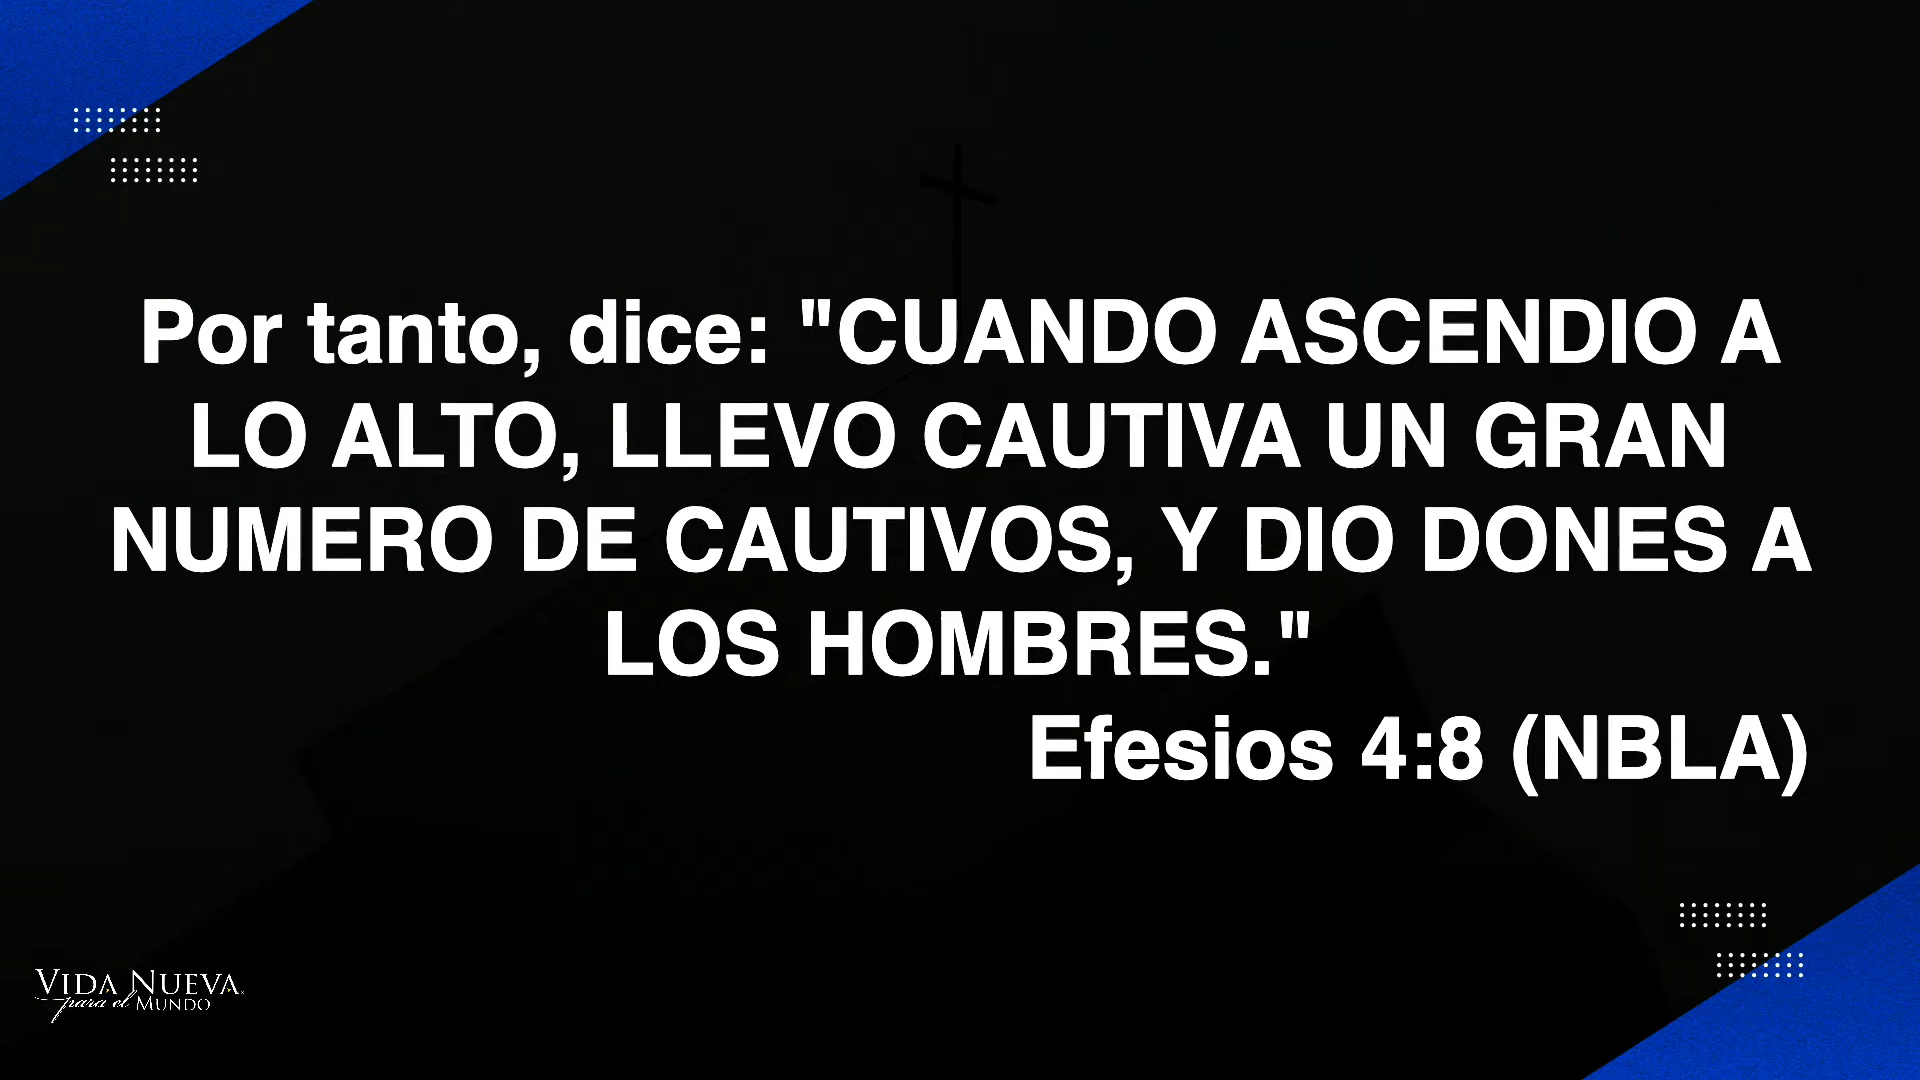 Por tanto, dice: "CUANDO ASCENDIO A
LO ALTO, LLEVO CAUTIVA UN GRAN
NUMERO DE CAUTIVOS, Y DIO DONES A
LOS HOMBRES."
Efesios 4:8 (NBLA)
VIDA NUEVA
para el MUNDO